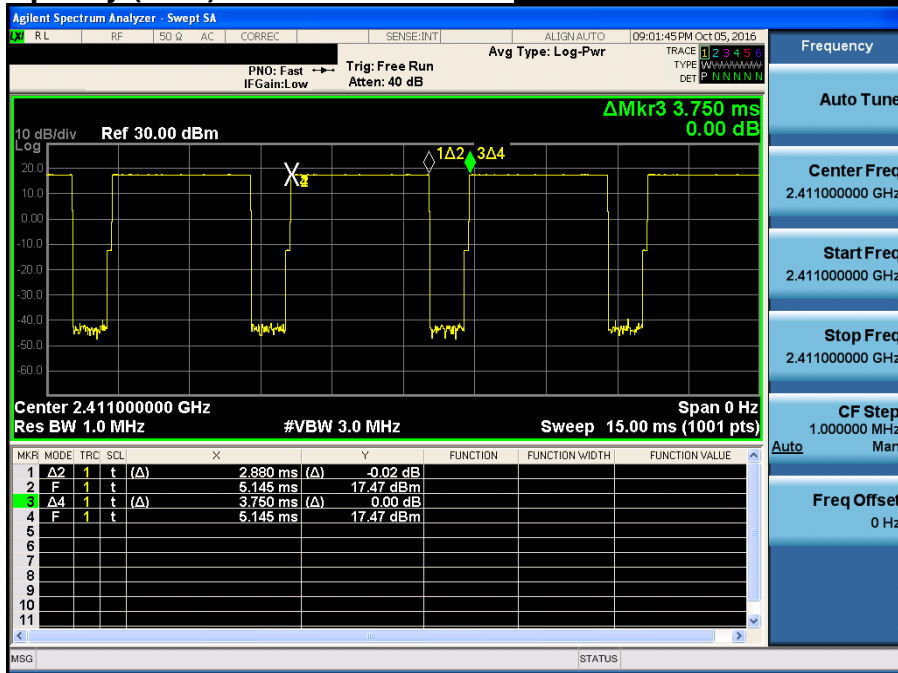 Agilent Spectrum Analyzer - Swept SA
LXI RL RF 50 Ω AC CORREC SENSE:INT ALIGN AUTO 09:01:45 PM Oct 05, 2016
Avg Type: Log-Pwr TRACE 1 2 3 4 5 6
PNO: Fast Trig: Free Run TYPE WWWWWW
IFGain:Low Atten: 40 dB DET P N N N N N
ΔMkr3 3.750 ms
0.00 dB
10 dB/div Ref 30.00 dBm
Log
1Δ2 3Δ4
20.0
10.0
0.00
-10.0
-20.0
-30.0
-40.0
-50.0
-60.0
Center 2.411000000 GHz Span 0 Hz
Res BW 1.0 MHz #VBW 3.0 MHz Sweep 15.00 ms (1001 pts)
MKR MODE TRC SCL X Y FUNCTION FUNCTION WIDTH FUNCTION VALUE
1 Δ2 1 t (Δ) 2.880 ms (Δ) -0.02 dB
2 F 1 t 5.145 ms 17.47 dBm
3 Δ4 1 t (Δ) 3.750 ms (Δ) 0.00 dB
4 F 1 t 5.145 ms 17.47 dBm
5
6
7
8
9
10
11
MSG STATUS
Frequency
Auto Tune
Center Freq
2.411000000 GHz
Start Freq
2.411000000 GHz
Stop Freq
2.411000000 GHz
CF Step
1.000000 MHz
Auto Man
Freq Offset
0 Hz